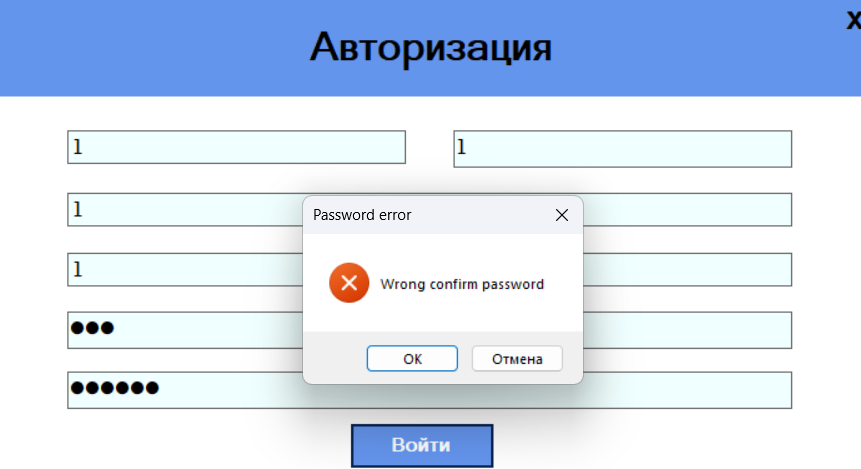 X
Авторизация
1
1
1
Password error
1
Wrong confirm password
●●●
OK
Отмена
●●●●●●
Войти